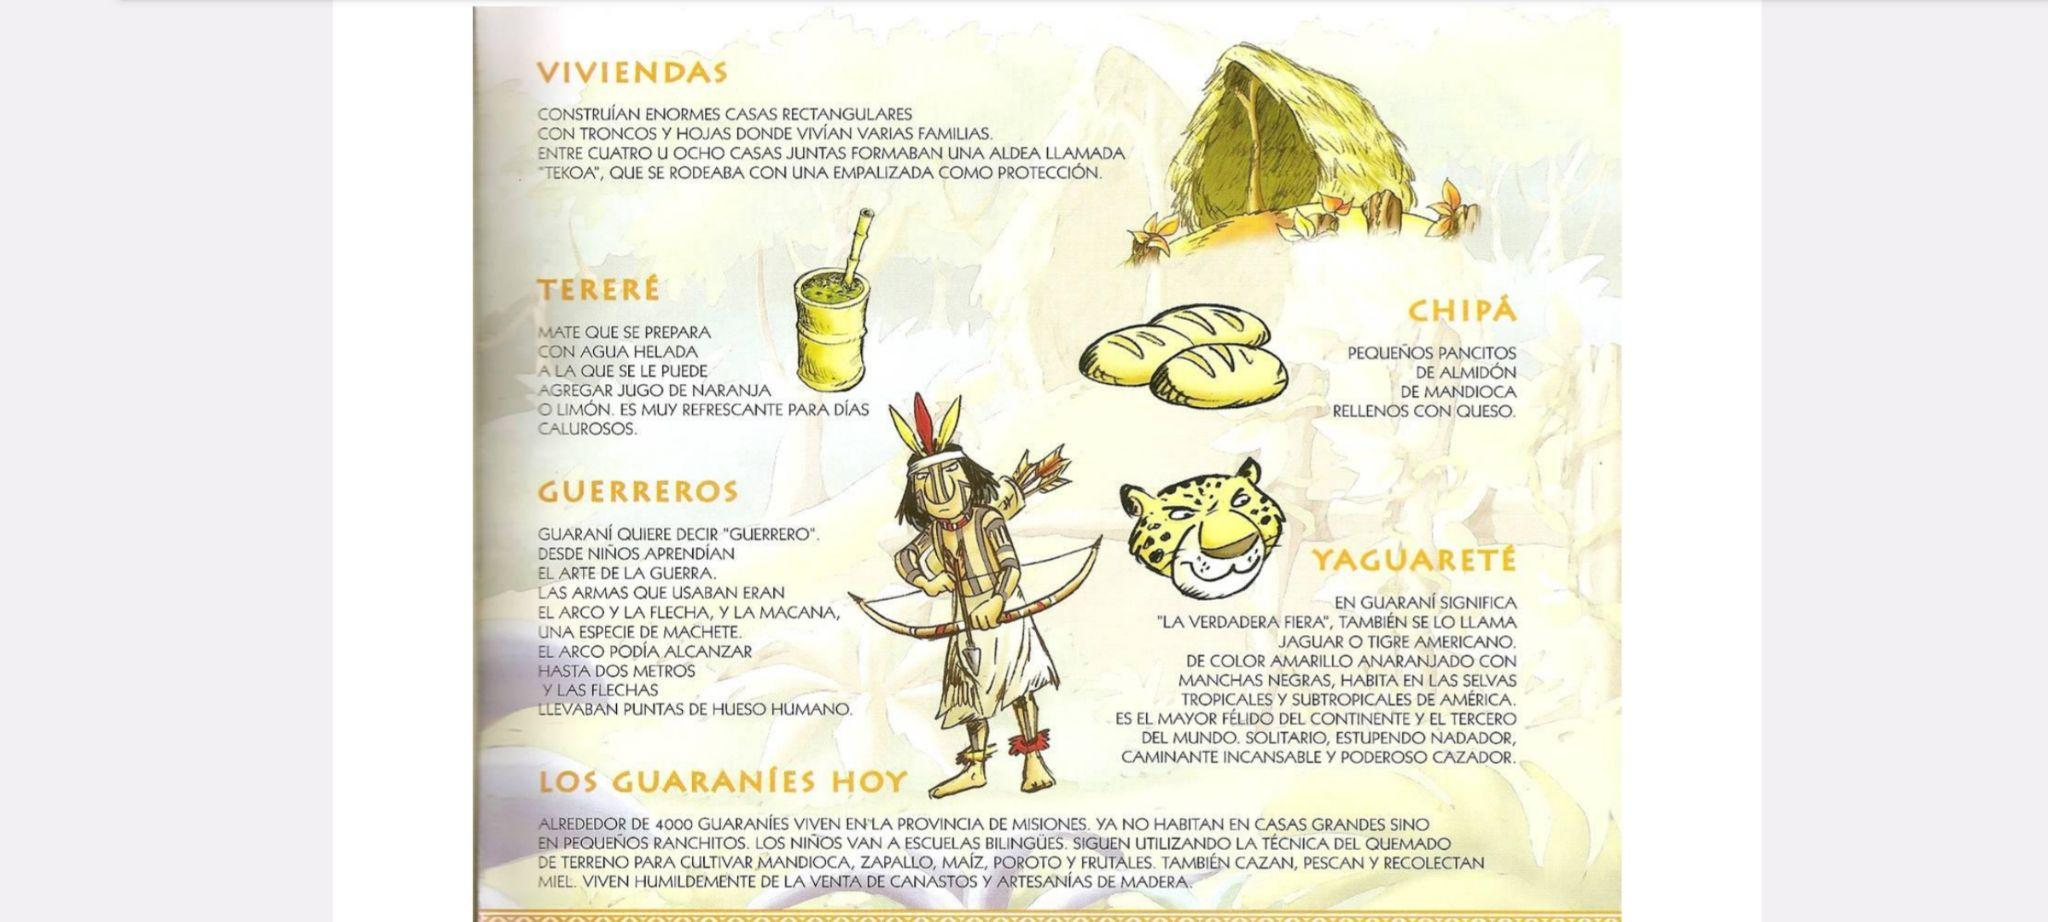 VIVIENDAS
CONSTRUÍAN ENORMES CASAS RECTANGULARES
CON TRONCOS Y HOJAS DONDE VIVÍAN VARIAS FAMILIAS.
ENTRE CUATRO U OCHO CASAS JUNTAS FORMABAN UNA ALDEA LLAMADA
"TEKOA", QUE SE RODEABA CON UNA EMPALIZADA COMO PROTECCIÓN.
TERERÉ
MATE QUE SE PREPARA
CON AGUA HELADA
A LA QUE SE LE PUEDE
AGREGAR JUGO DE NARANJA
O LIMÓN. ES MUY REFRESCANTE PARA DÍAS
CALUROSOS.
CHIPÁ
PEQUEÑOS PANCITOS
DE ALMIDÓN
DE MANDIOCA
RELLENOS CON QUESO.
GUERREROS
GUARANÍ QUIERE DECIR "GUERRERO".
DESDE NIÑOS APRENDÍAN
EL ARTE DE LA GUERRA.
LAS ARMAS QUE USABAN ERAN
EL ARCO Y LA FLECHA, Y LA MACANA,
UNA ESPECIE DE MACHETE.
EL ARCO PODÍA ALCANZAR
HASTA DOS METROS
Y LAS FLECHAS
LLEVABAN PUNTAS DE HUESO HUMANO.
YAGUARETÉ
EN GUARANÍ SIGNIFICA
"LA VERDADERA FIERA", TAMBIÉN SE LO LLAMA
JAGUAR O TIGRE AMERICANO.
DE COLOR AMARILLO ANARANJADO CON
MANCHAS NEGRAS, HABITA EN LAS SELVAS
TROPICALES Y SUBTROPICALES DE AMÉRICA.
ES EL MAYOR FÉLIDO DEL CONTINENTE Y EL TERCERO
DEL MUNDO. SOLITARIO, ESTUPENDO NADADOR,
CAMINANTE INCANSABLE Y PODEROSO CAZADOR.
LOS GUARANÍES HOY
ALREDEDOR DE 4000 GUARANÍES VIVEN EN LA PROVINCIA DE MISIONES. YA NO HABITAN EN CASAS GRANDES SINO
EN PEQUEÑOS RANCHITOS. LOS NIÑOS VAN A ESCUELAS BILINGÜES. SIGUEN UTILIZANDO LA TÉCNICA DEL QUEMADO
DE TERRENO PARA CULTIVAR MANDIOCA, ZAPALLO, MAÍZ, POROTO Y FRUTALES. TAMBIÉN CAZAN, PESCAN Y RECOLECTAN
MIEL. VIVEN HUMILDEMENTE DE LA VENTA DE CANASTOS Y ARTESANÍAS DE MADERA.